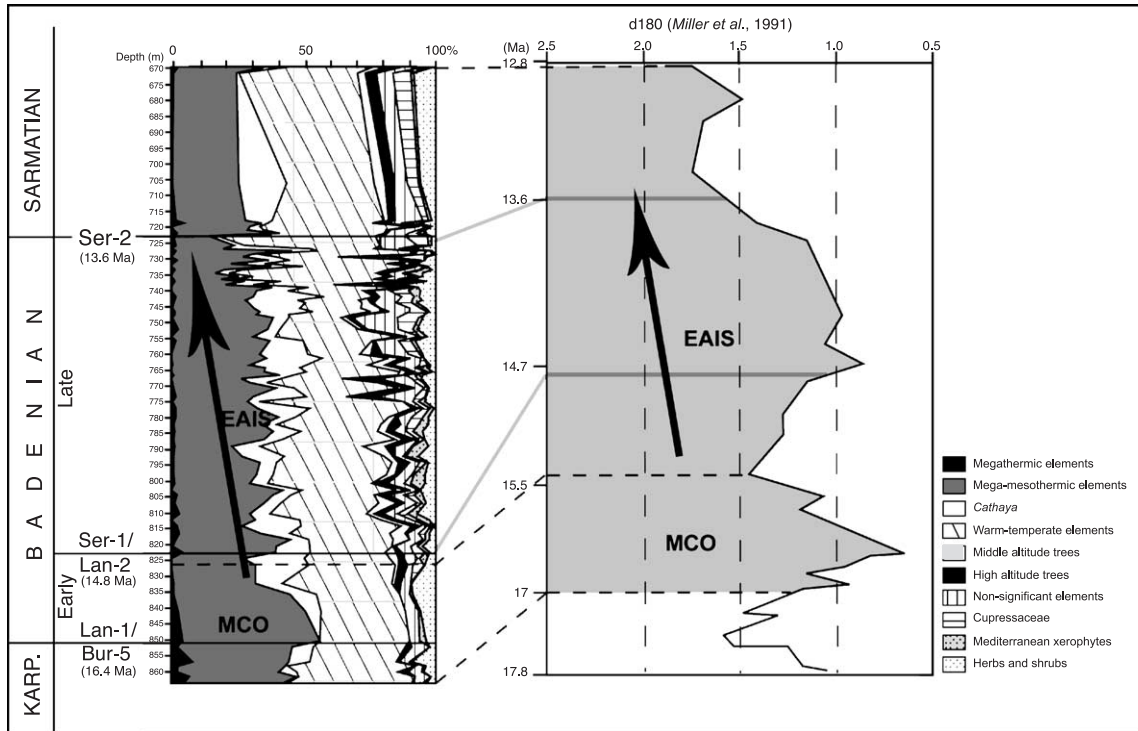 d180 (Miller et al., 1991)
Depth (m)
0
50
100%
(Ma)
2.5
2.0
1.5
1.0
0.5
670
675
680
685
690
695
700
705
710
715
720
725
730
735
740
745
750
755
760
765
770
775
780
785
790
795
800
805
810
815
820
825
830
835
840
845
850
855
860
SARMATIAN
BADENIAN
KARP.
Late
Early
Ser-2
(13.6 Ma)
Ser-1/
Lan-2
(14.8 Ma)
Lan-1/
Bur-5
(16.4 Ma)
EAIS
MCO
12.8
13.6
14.7
15.5
17
17.8
EAIS
MCO
Megathermic elements
Mega-mesothermic elements
Cathaya
Warm-temperate elements
Middle altitude trees
High altitude trees
Non-significant elements
Cupressaceae
Mediterranean xerophytes
Herbs and shrubs